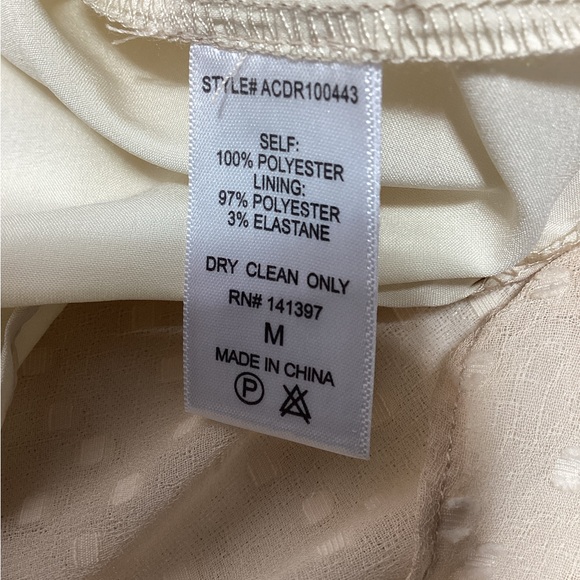 STYLE# ACDR100443
SELF:
100% POLYESTER
LINING:
97% POLYESTER
3% ELASTANE
DRY CLEAN ONLY
RN# 141397
M
MADE IN CHINA
P